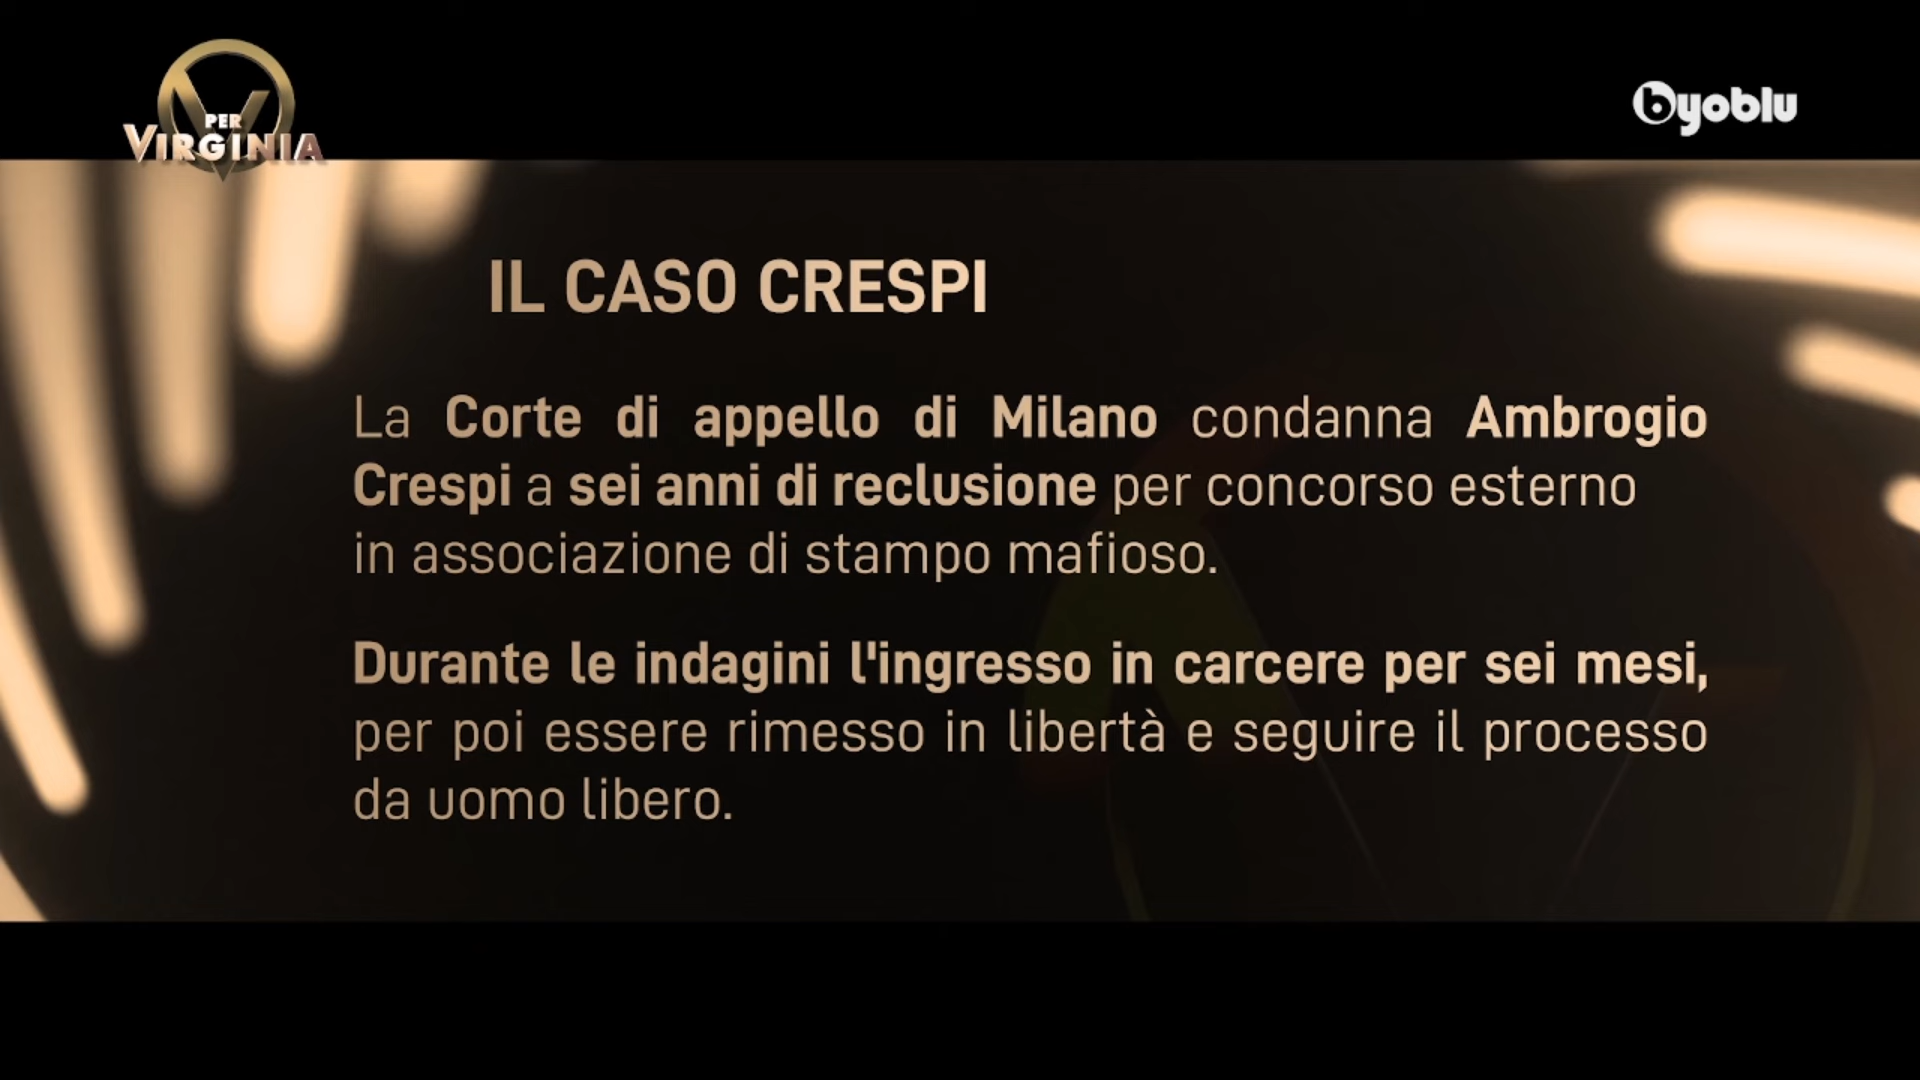 PER
VIRGINIA
byoblu
IL CASO CRESPI
La Corte di appello di Milano condanna Ambrogio
Crespi a sei anni di reclusione per concorso esterno
in associazione di stampo mafioso.
Durante le indagini l'ingresso in carcere per sei mesi,
per poi essere rimesso in libertà e seguire il processo
da uomo libero.